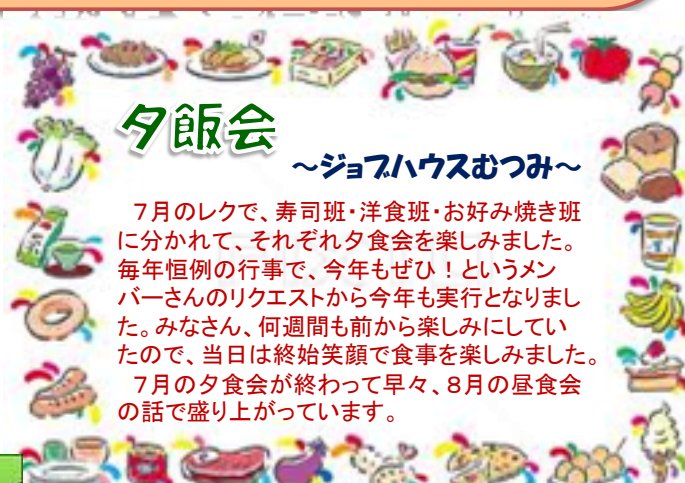 夕飯会
～ジョブハウスむつみ～
７月のレクで、寿司班・洋食班・お好み焼き班
に分かれて、それぞれ夕食会を楽しみました。
毎年恒例の行事で、今年もぜひ！というメン
バーさんのリクエストから今年も実行となりまし
た。みなさん、何週間も前から楽しみにしてい
たので、当日は終始笑顔で食事を楽しみました。
７月の夕食会が終わって早々、８月の昼食会
の話で盛り上がっています。